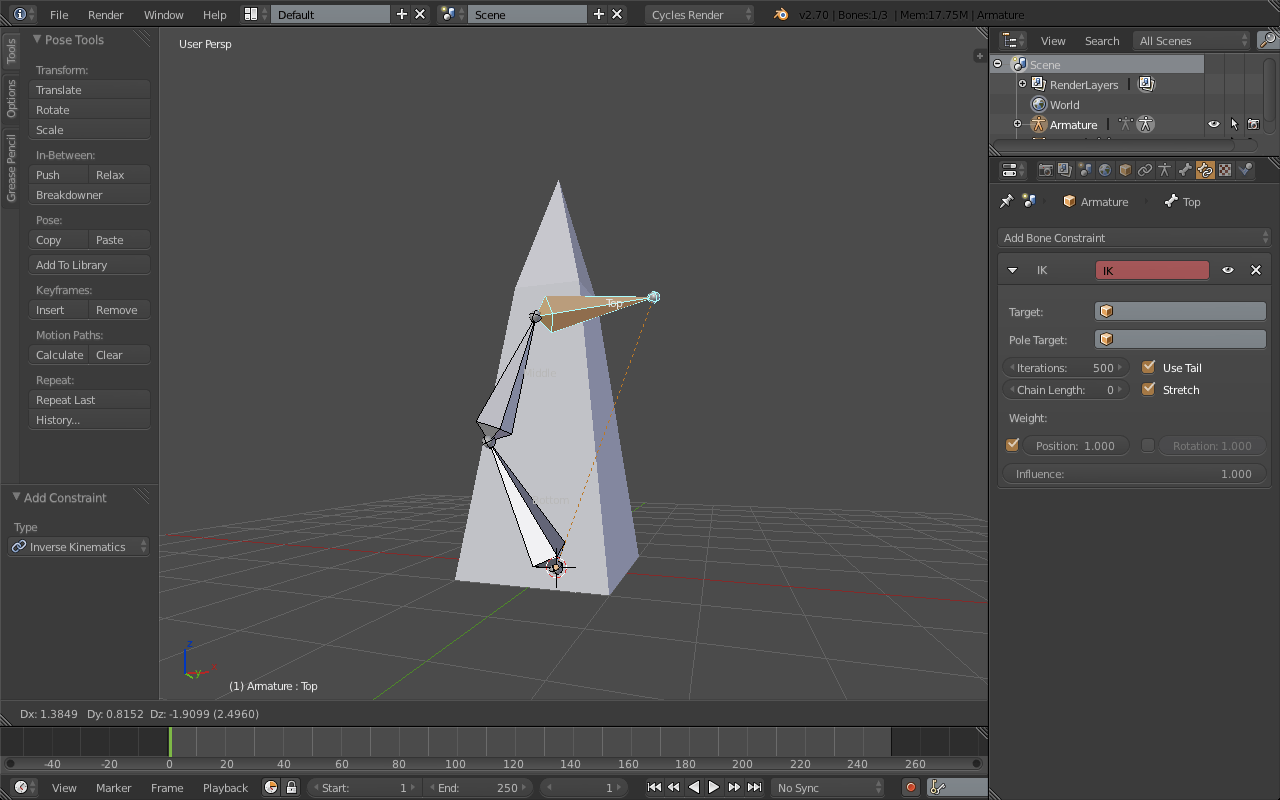 File Render Window Help Default Scene Cycles Render v2.70 | Bones:1/3 | Mem:17.75M | Armature
Tools
Options
Grease Pencil
Pose Tools
Transform:
Translate
Rotate
Scale
In-Between:
Push Relax
Breakdowner
Pose:
Copy Paste
Add To Library
Keyframes:
Insert Remove
Motion Paths:
Calculate Clear
Repeat:
Repeat Last
History...
Add Constraint
Type
Inverse Kinematics
User Persp
Top
z
y
(1) Armature : Top
View Search All Scenes
Scene
RenderLayers |
World
Armature |
Armature Top
Add Bone Constraint
IK IK
Target:
Pole Target:
Iterations: 500 Use Tail
Chain Length: 0 Stretch
Weight:
Position: 1.000 Rotation: 1.000
Influence: 1.000
Dx: 1.3849 Dy: 0.8152 Dz: -1.9099 (2.4960)
-40 -20 0 20 40 60 80 100 120 140 160 180 200 220 240 260
View Marker Frame Playback Start: 1 End: 250 1 No Sync